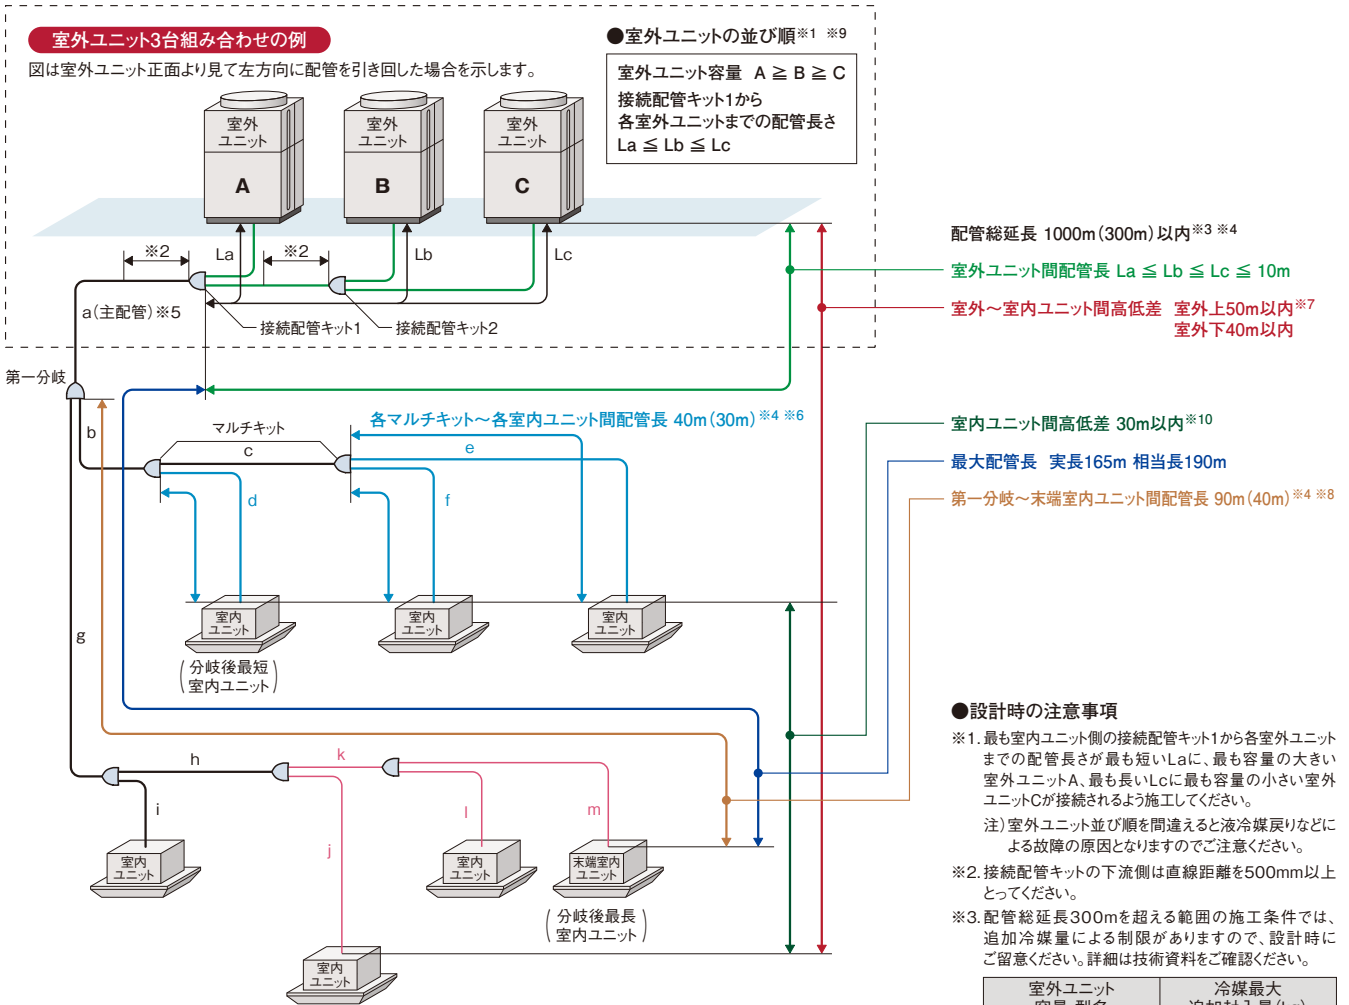 室外ユニット3台組み合わせの例
図は室外ユニット正面より見て左方向に配管を引き回した場合を示します。
●室外ユニットの並び順※1 ※9
室外ユニット容量 A ≧ B ≧ C
接続配管キット1から
各室外ユニットまでの配管長さ
La ≦ Lb ≦ Lc
室外
ユニット
A
室外
ユニット
B
室外
ユニット
C
※2
La
※2
Lb
Lc
a(主配管)※5
接続配管キット1
接続配管キット2
配管総延長 1000m(300m)以内※3 ※4
室外ユニット間配管長 La ≦ Lb ≦ Lc ≦ 10m
室外～室内ユニット間高低差 室外上50m以内※7
室外下40m以内
第一分岐
b
マルチキット
c
各マルチキット～各室内ユニット間配管長 40m(30m)※4 ※6
e
d
f
室内ユニット間高低差 30m以内※10
最大配管長 実長165m 相当長190m
第一分岐～末端室内ユニット間配管長 90m(40m)※4 ※8
室内
ユニット
(分岐後最短
室内ユニット)
室内
ユニット
室内
ユニット
g
h
k
i
j
l
m
室内
ユニット
室内
ユニット
末端室内
ユニット
(分岐後最長
室内ユニット)
室内
ユニット
●設計時の注意事項
※1.最も室内ユニット側の接続配管キット1から各室外ユニット
までの配管長さが最も短いLaに、最も容量の大きい
室外ユニットA、最も長いLcに最も容量の小さい室外
ユニットCが接続されるよう施工してください。
注)室外ユニット並び順を間違えると液冷媒戻りなどに
よる故障の原因となりますのでご注意ください。
※2.接続配管キットの下流側は直線距離を500mm以上
とってください。
※3.配管総延長300mを超える範囲の施工条件では、
追加冷媒量による制限がありますので、設計時に
ご留意ください。詳細は技術資料をご確認ください。
室外ユニット
冷媒最大